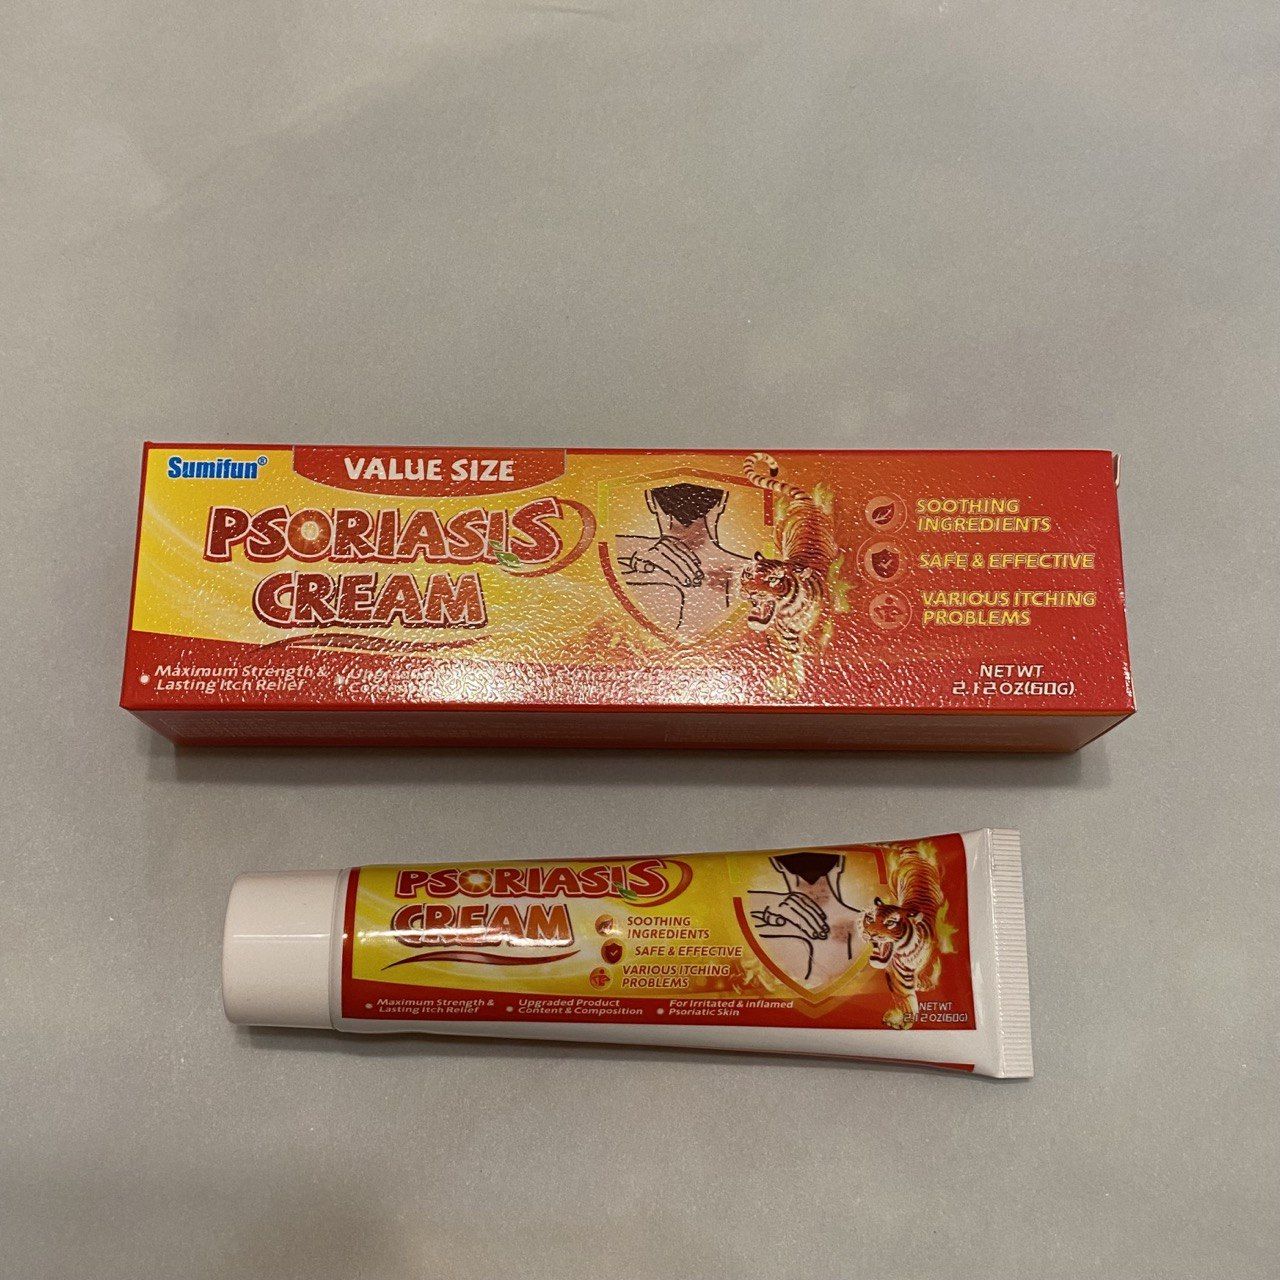 Sumifun®
VALUE SIZE
PSORIASIS
CREAM
SOOTHING
INGREDIENTS
SAFE & EFFECTIVE
VARIOUS ITCHING
PROBLEMS
Maximum Strength &
Lasting Itch Relief
NET WT
2.12 OZ(60G)
PSORIASIS
CREAM
SOOTHING
INGREDIENTS
SAFE & EFFECTIVE
VARIOUS ITCHING
PROBLEMS
Maximum Strength &
Lasting Itch Relief
Upgraded Product
Content & Composition
For Irritated & inflamed
Psoriatic Skin
NET WT
2.12 OZ(60G)